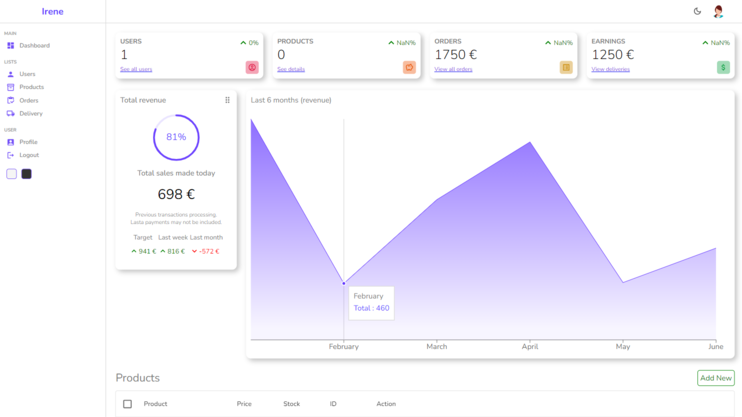 Irene
MAIN
Dashboard
LISTS
Users
Products
Orders
Delivery
USER
Profile
Logout
USERS
0%
1
See all users
PRODUCTS
NaN%
0
See details
ORDERS
NaN%
1750 €
View all orders
EARNINGS
NaN%
1250 €
View deliveries
$
Total revenue
81%
Total sales made today
698 €
Previous transactions processing.
Lasta payments may not be included.
Target Last week Last month
941 € 816 € -572 €
Last 6 months (revenue)
February
Total : 460
February March April May June
Products
Add New
Product Price Stock ID Action